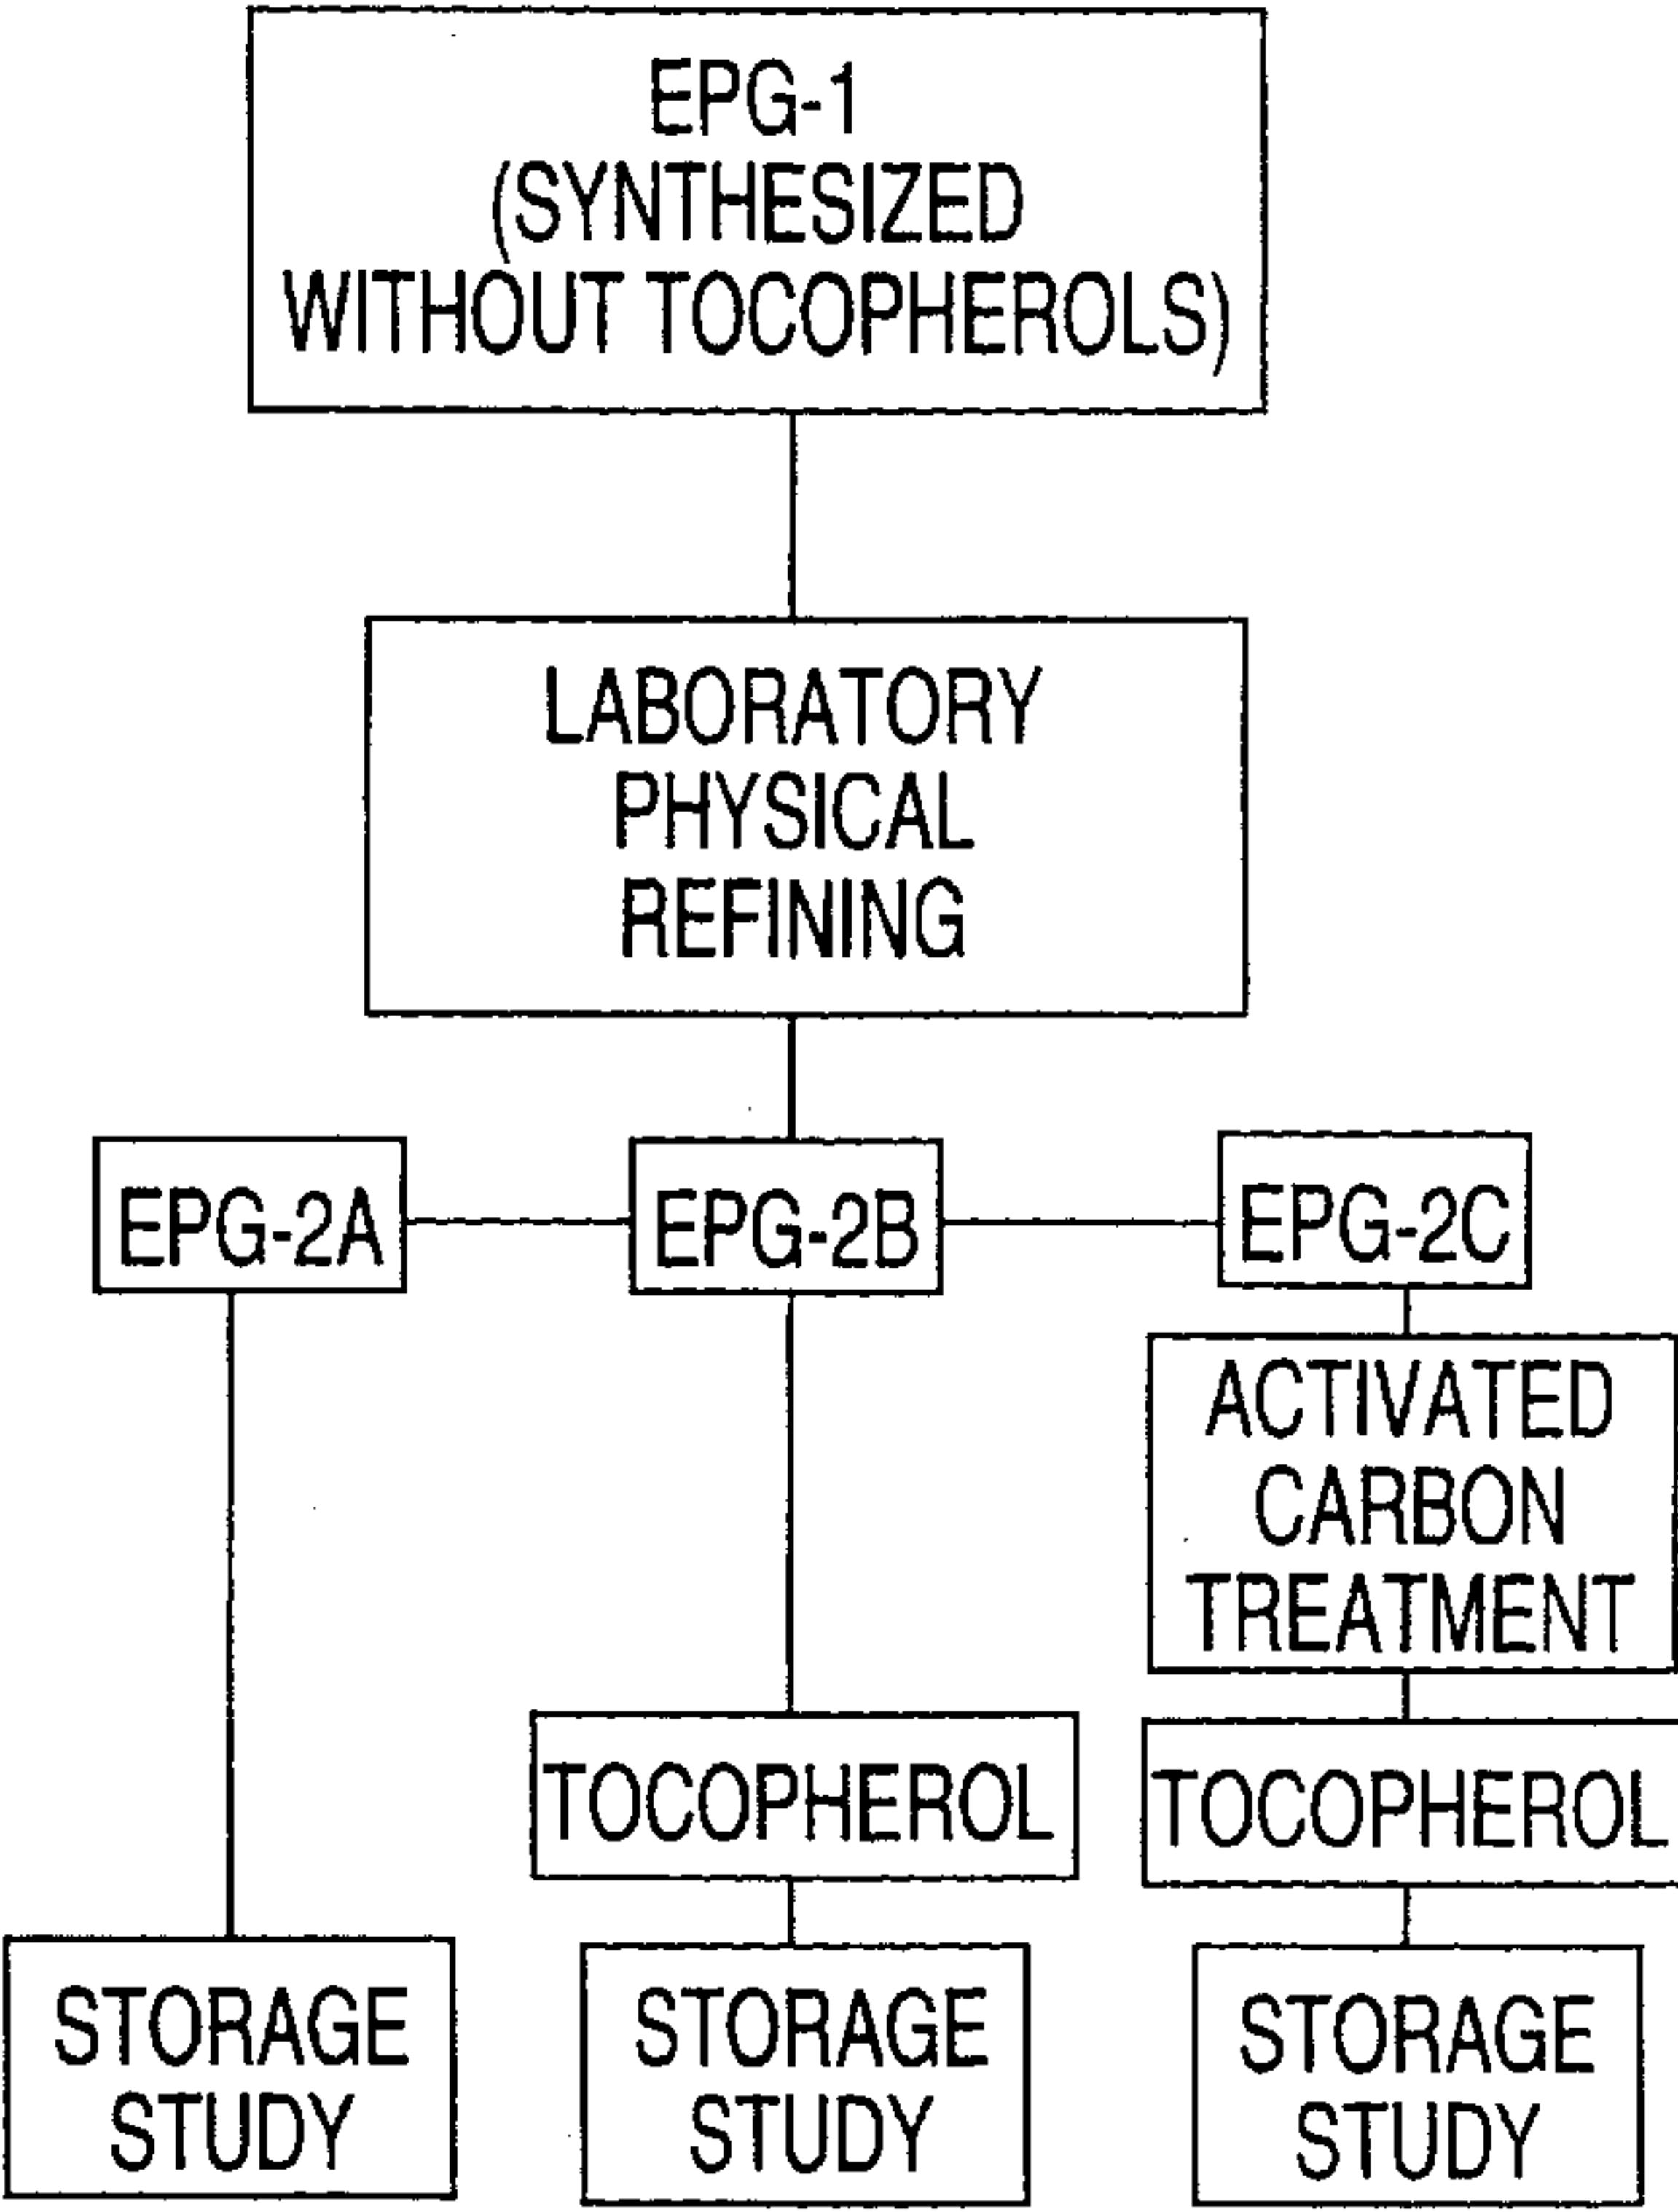 EPG-1
(SYNTHESIZED
WITHOUT TOCOPHEROLS)
LABORATORY
PHYSICAL
REFINING
EPG-2A
EPG-2B
EPG-2C
ACTIVATED
CARBON
TREATMENT
TOCOPHEROL
TOCOPHEROL
STORAGE
STUDY
STORAGE
STUDY
STORAGE
STUDY